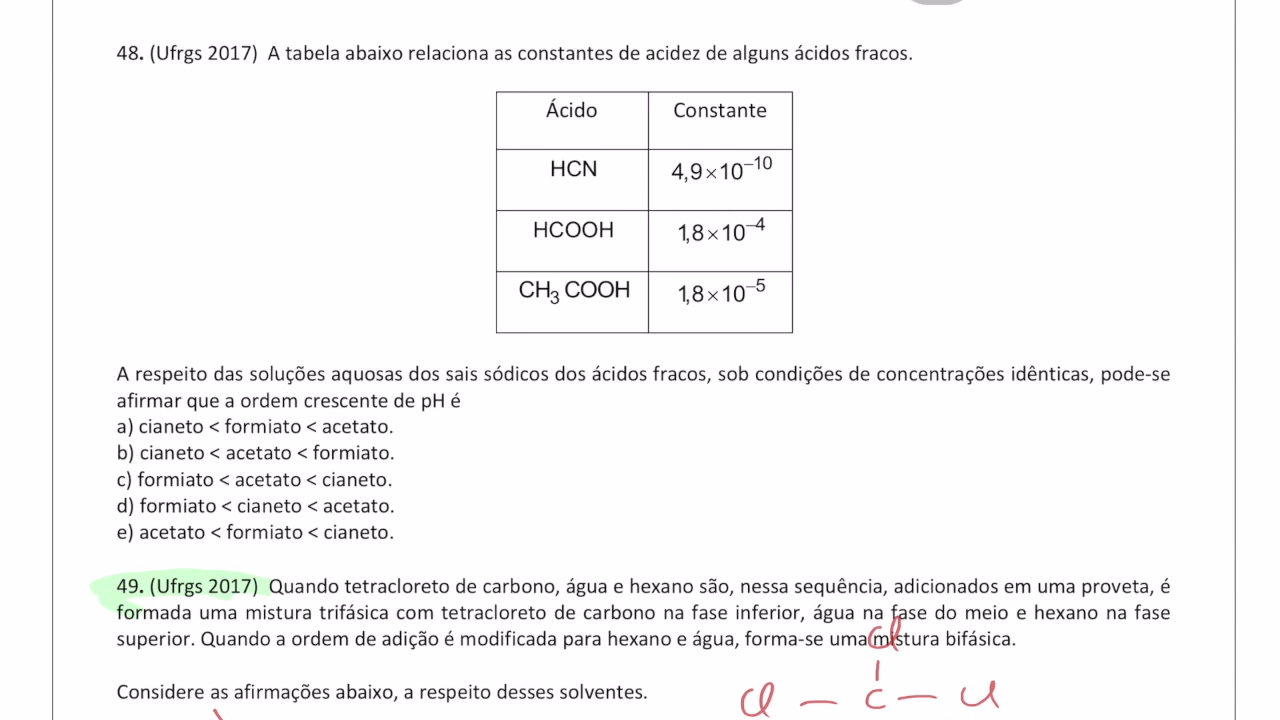 48. (Ufrgs 2017) A tabela abaixo relaciona as constantes de acidez de alguns ácidos fracos.
Ácido Constante
HCN 4,9×10⁻¹⁰
HCOOH 1,8×10⁻⁴
CH₃ COOH 1,8×10⁻⁵
A respeito das soluções aquosas dos sais sódicos dos ácidos fracos, sob condições de concentrações idênticas, pode-se
afirmar que a ordem crescente de pH é
a) cianeto < formiato < acetato.
b) cianeto < acetato < formiato.
c) formiato < acetato < cianeto.
d) formiato < cianeto < acetato.
e) acetato < formiato < cianeto.
49. (Ufrgs 2017) Quando tetracloreto de carbono, água e hexano são, nessa sequência, adicionados em uma proveta, é
formada uma mistura trifásica com tetracloreto de carbono na fase inferior, água na fase do meio e hexano na fase
superior. Quando a ordem de adição é modificada para hexano e água, forma-se uma mistura bifásica.
Cl
Considere as afirmações abaixo, a respeito desses solventes.
Cl — C — Cl